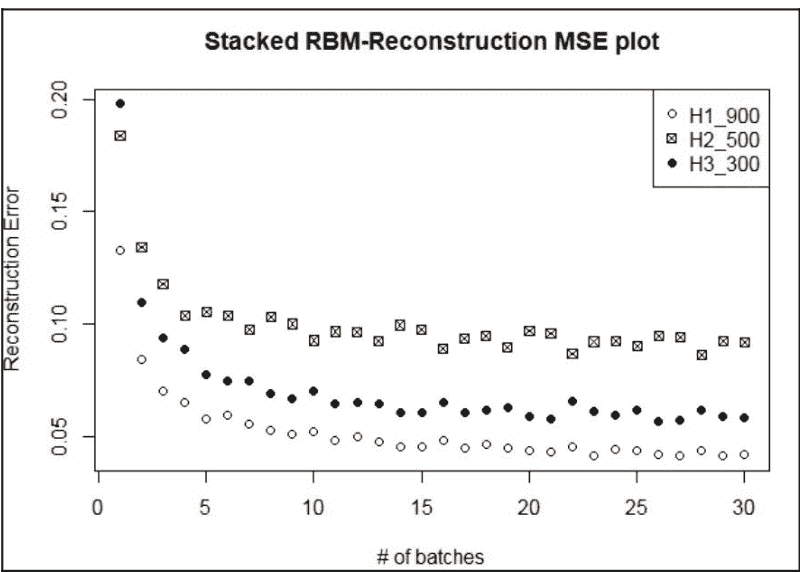 Stacked RBM-Reconstruction MSE plot
H1_900
H2_500
H3_300
Reconstruction Error
0.20
0.15
0.10
0.05
0 5 10 15 20 25 30
# of batches